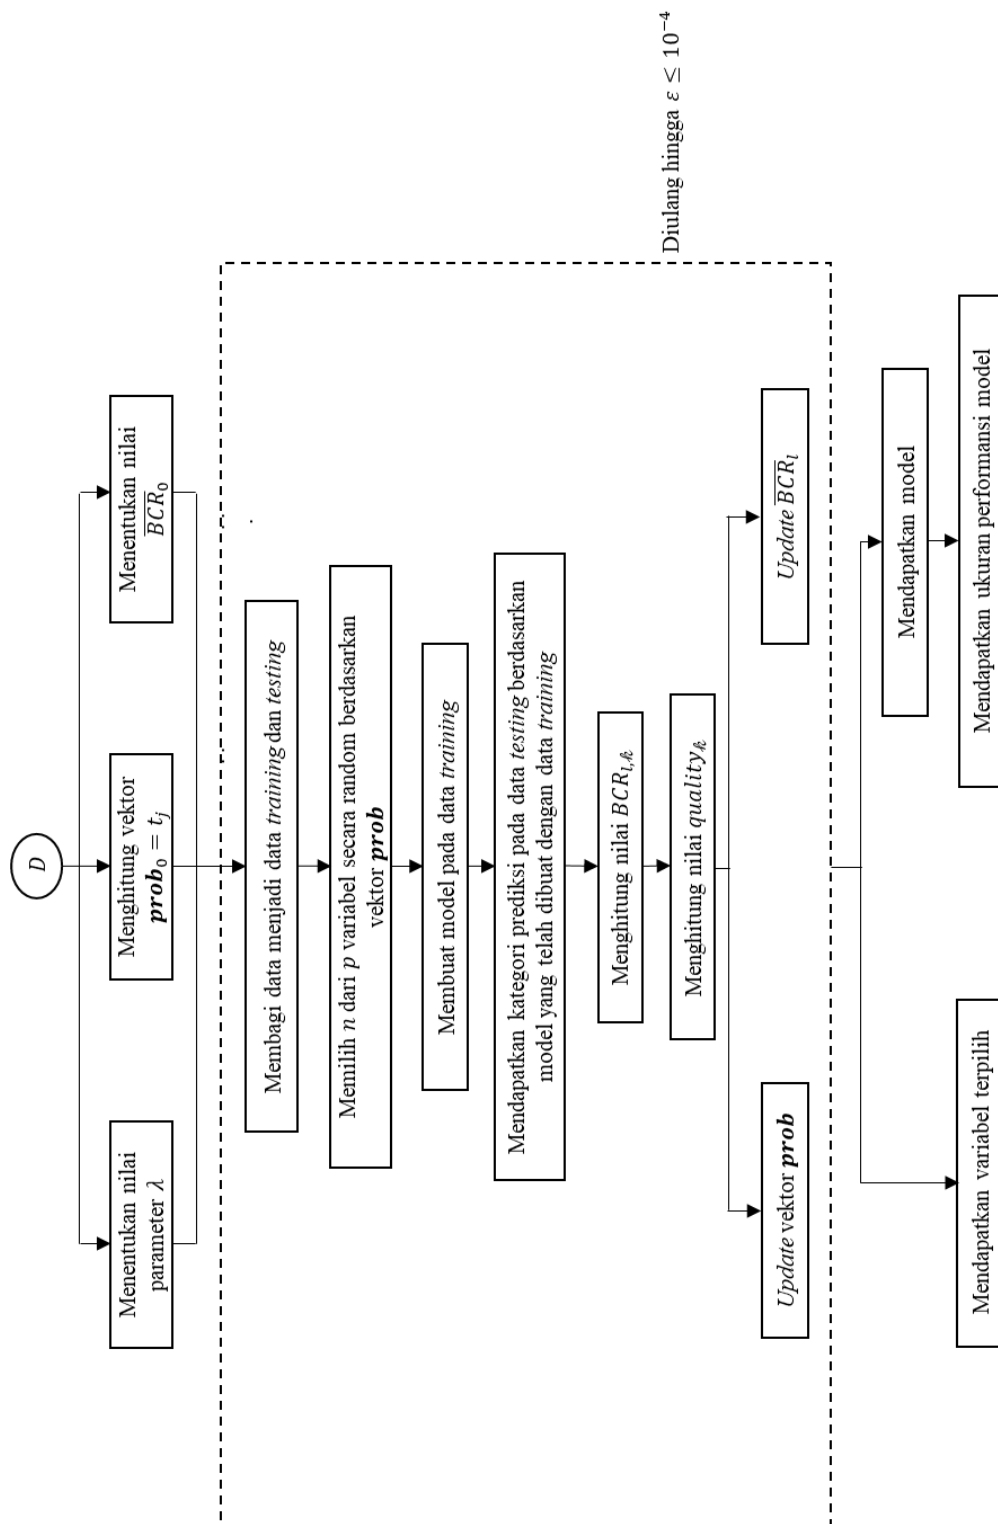 D
Menentukan nilai
parameter λ
Menghitung vektor
prob₀ = tⱼ
Menentukan nilai
B̅C̅R̅₀
Membagi data menjadi data training dan testing
Memilih n dari p variabel secara random berdasarkan
vektor prob
Membuat model pada data training
Mendapatkan kategori prediksi pada data testing berdasarkan
model yang telah dibuat dengan data training
Menghitung nilai BCR_{l,k}
Menghitung nilai quality_k
Update vektor prob
Update B̅C̅R̅_l
Diulang hingga ε ≤ 10⁻⁴
Mendapatkan variabel terpilih
Mendapatkan model
Mendapatkan ukuran performansi model